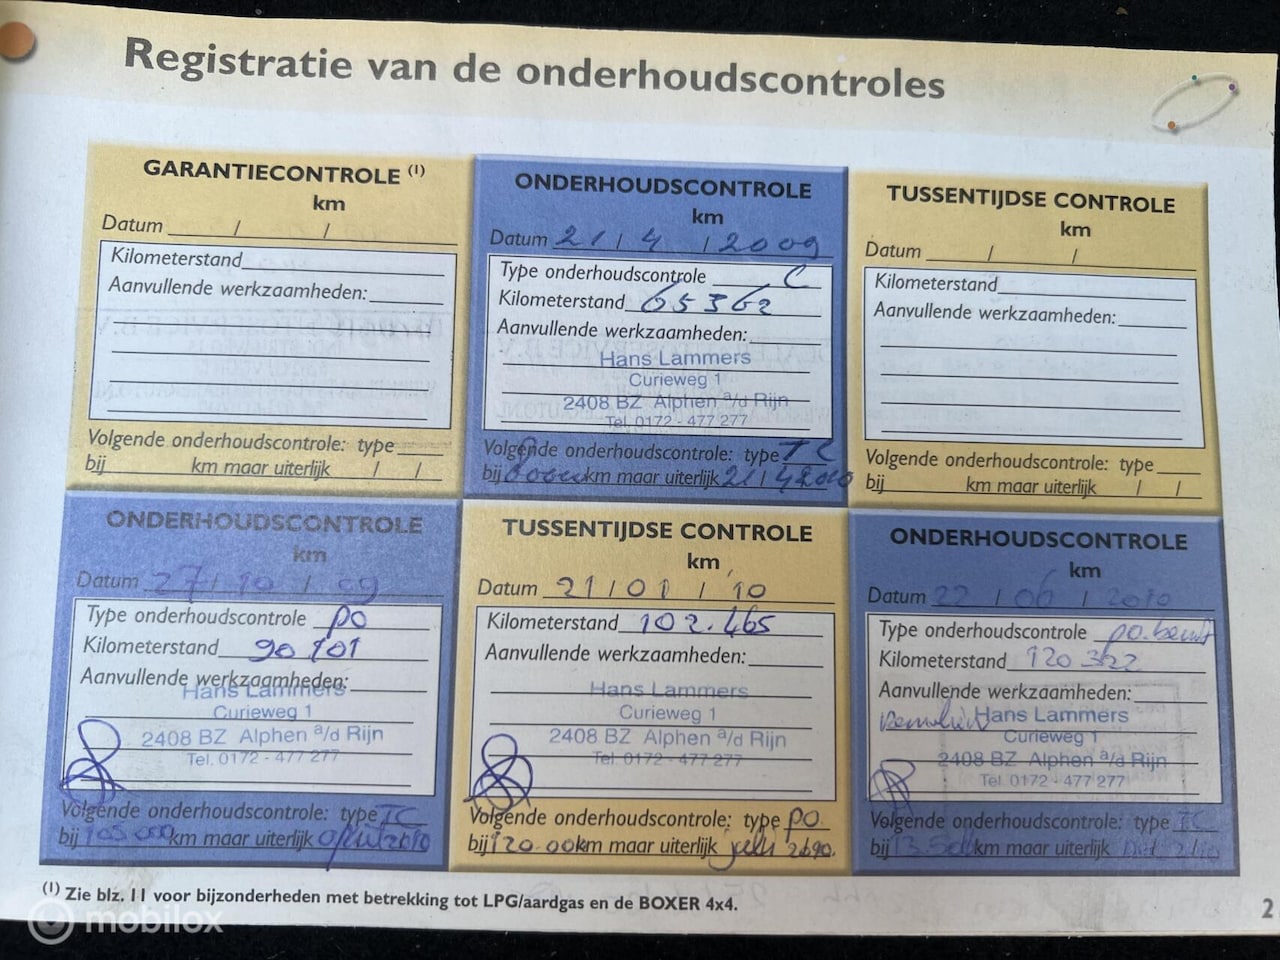 Registratie van de onderhoudscontroles
GARANTIECONTROLE (1)
km
Datum / /
Kilometerstand
Aanvullende werkzaamheden:
Volgende onderhoudscontrole: type
bij km maar uiterlijk / /
ONDERHOUDSCONTROLE
km
Datum 21 / 4 / 2009
Type onderhoudscontrole C
Kilometerstand 65362
Aanvullende werkzaamheden:
Hans Lammers
Curieweg 1
2408 BZ Alphen a/d Rijn
Tel. 0172 - 477 277
Volgende onderhoudscontrole: type TC
bij km maar uiterlijk 21 / 4 2010
TUSSENTIJDSE CONTROLE
km
Datum / /
Kilometerstand
Aanvullende werkzaamheden:
Volgende onderhoudscontrole: type
bij km maar uiterlijk / /
ONDERHOUDSCONTROLE
km
Datum 27 / 10 / 09
Type onderhoudscontrole PO
Kilometerstand 90 101
Aanvullende werkzaamheden:
Hans Lammers
Curieweg 1
2408 BZ Alphen a/d Rijn
Tel. 0172 - 477 277
Volgende onderhoudscontrole: type TC
bij 105 000 km maar uiterlijk april 2010
TUSSENTIJDSE CONTROLE
km
Datum 21 / 01 / 10
Kilometerstand 102.465
Aanvullende werkzaamheden:
Hans Lammers
Curieweg 1
2408 BZ Alphen a/d Rijn
Tel. 0172 - 477 277
Volgende onderhoudscontrole: type PO.
bij 120.00 km maar uiterlijk juli 2010.
ONDERHOUDSCONTROLE
km
Datum 22 / 06 / 2010
Type onderhoudscontrole PO.
Kilometerstand 120 322
Aanvullende werkzaamheden:
Hans Lammers
Curieweg 1
2408 BZ Alphen a/d Rijn
Tel. 0172 - 477 277
Volgende onderhoudscontrole: type TC
bij km maar uiterlijk
(1) Zie blz. 11 voor bijzonderheden met betrekking tot LPG/aardgas en de BOXER 4x4.
2
mobilox